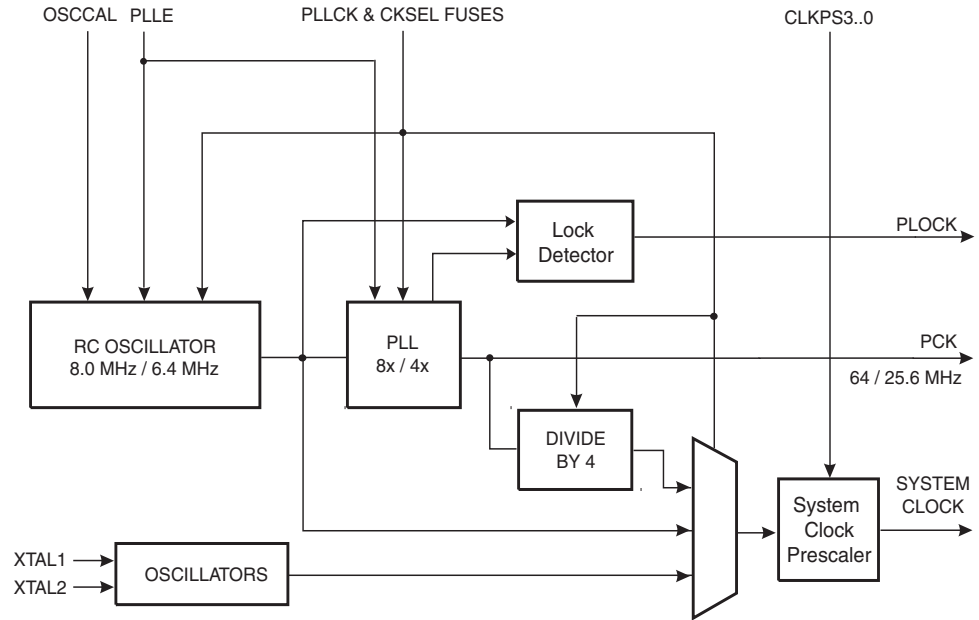 OSCCAL PLLE
PLLCK & CKSEL FUSES
CLKPS3..0
Lock
Detector
PLOCK
RC OSCILLATOR
8.0 MHz / 6.4 MHz
PLL
8x / 4x
PCK
64 / 25.6 MHz
DIVIDE
BY 4
SYSTEM
CLOCK
System
Clock
Prescaler
XTAL1
XTAL2
OSCILLATORS